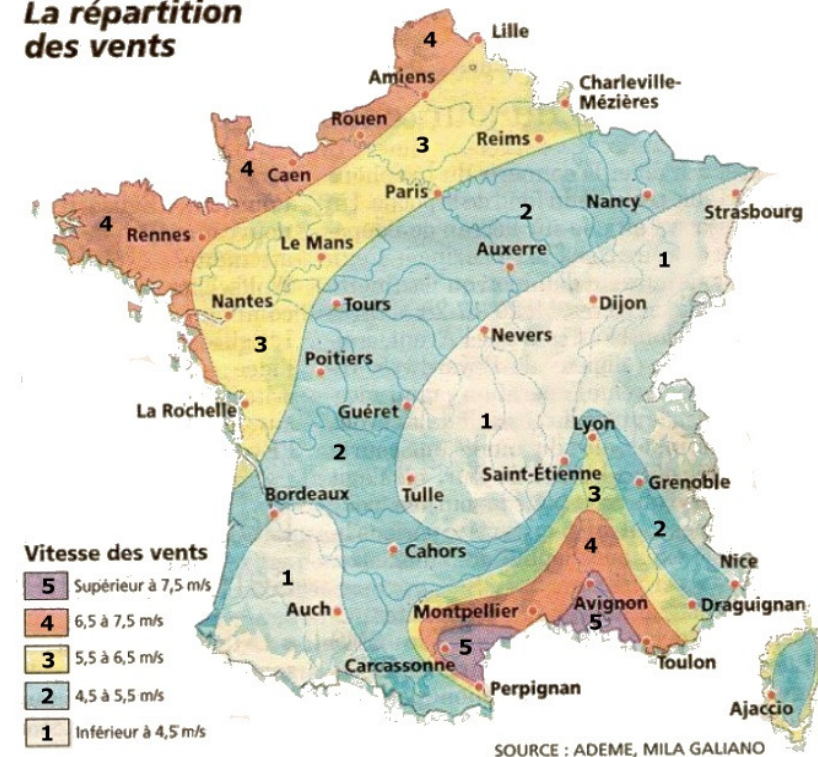 La répartition
des vents
4
Lille
Amiens
Charleville-
Mézières
Rouen
3
Reims
4
Caen
Paris
2
Nancy
Strasbourg
4
Rennes
Le Mans
Auxerre
1
Nantes
Tours
Dijon
Nevers
3
Poitiers
La Rochelle
Guéret
1
Lyon
2
Saint-Étienne
Grenoble
Bordeaux
Tulle
3
2
4
Cahors
Nice
1
Auch
Montpellier
Avignon
Draguignan
5
5
Carcassonne
Toulon
Perpignan
Ajaccio
Vitesse des vents
5 Supérieur à 7,5 m/s
4 6,5 à 7,5 m/s
3 5,5 à 6,5 m/s
2 4,5 à 5,5 m/s
1 Inférieur à 4,5 m/s
SOURCE : ADEME, MILA GALIANO